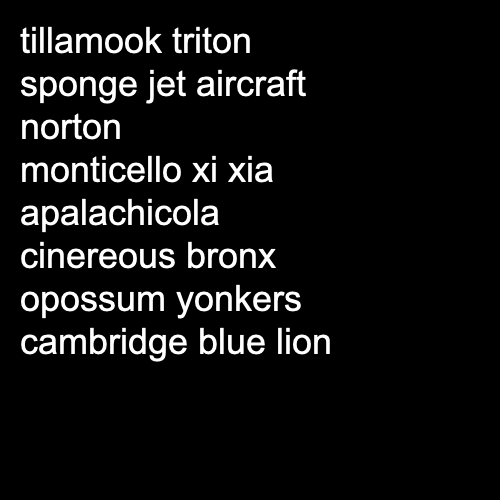 tillamook triton
sponge jet aircraft
norton
monticello xi xia
apalachicola
cinereous bronx
opossum yonkers
cambridge blue lion